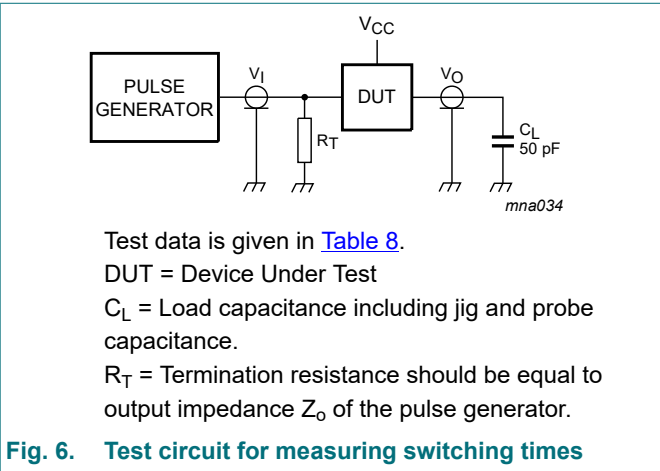 VCC
PULSE
GENERATOR
VI
RT
DUT
VO
CL
50 pF
mna034
Test data is given in Table 8.
DUT = Device Under Test
CL = Load capacitance including jig and probe
capacitance.
RT = Termination resistance should be equal to
output impedance Zo of the pulse generator.
Fig. 6. Test circuit for measuring switching times